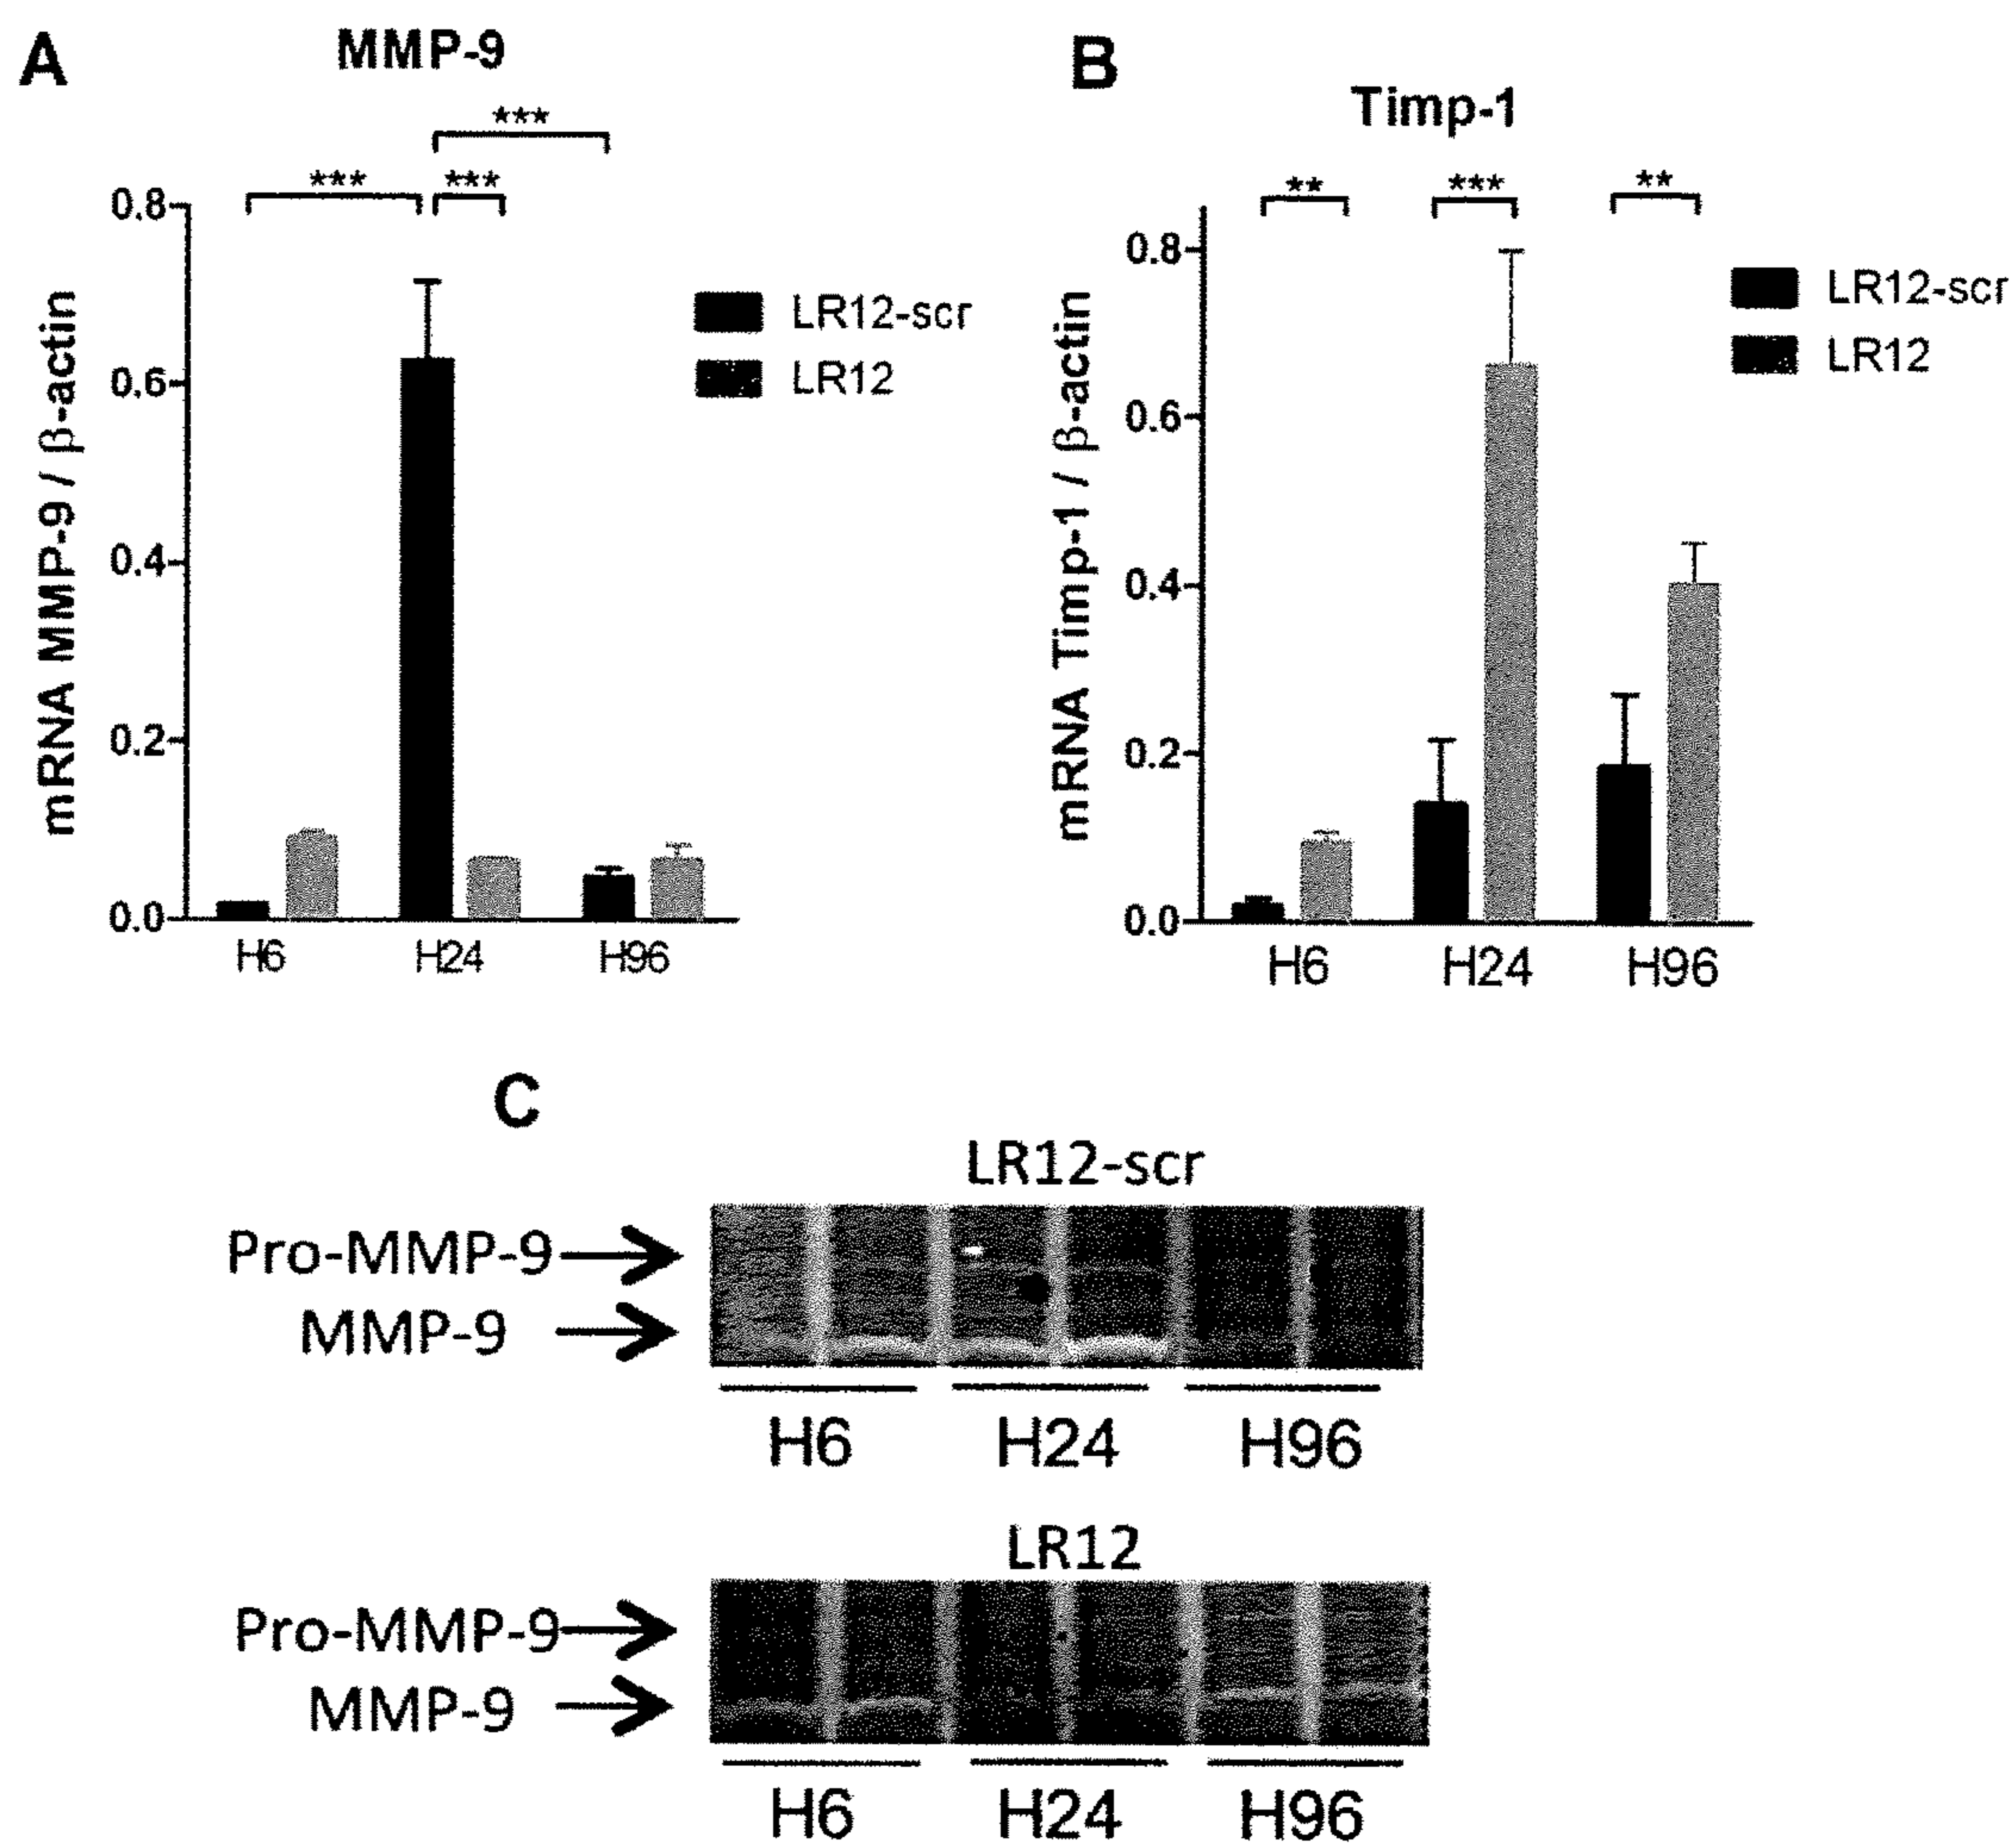 A
MMP-9
***
*** ***
mRNA MMP-9 / β-actin
0.8
0.6
0.4
0.2
0.0
H6 H24 H96
LR12-scr
LR12
B
Timp-1
** *** **
mRNA Timp-1 / β-actin
0.8
0.6
0.4
0.2
0.0
H6 H24 H96
LR12-scr
LR12
C
LR12-scr
Pro-MMP-9
MMP-9
H6 H24 H96
LR12
Pro-MMP-9
MMP-9
H6 H24 H96